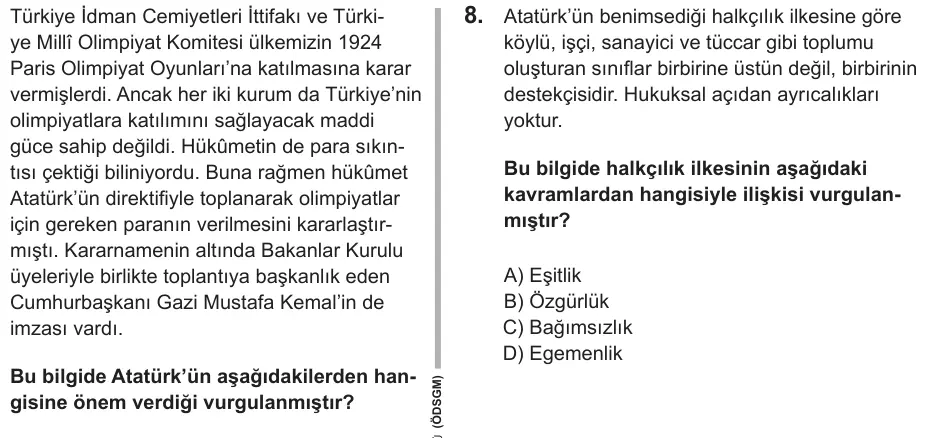 Türkiye İdman Cemiyetleri İttifakı ve Türki-
ye Millî Olimpiyat Komitesi ülkemizin 1924
Paris Olimpiyat Oyunları’na katılmasına karar
vermişlerdi. Ancak her iki kurum da Türkiye’nin
olimpiyatlara katılımını sağlayacak maddi
güce sahip değildi. Hükûmetin de para sıkın-
tısı çektiği biliniyordu. Buna rağmen hükûmet
Atatürk’ün direktifiyle toplanarak olimpiyatlar
için gereken paranın verilmesini kararlaştır-
mıştı. Kararnamenin altında Bakanlar Kurulu
üyeleriyle birlikte toplantıya başkanlık eden
Cumhurbaşkanı Gazi Mustafa Kemal’in de
imzası vardı.
Bu bilgide Atatürk’ün aşağıdakilerden han-
gisine önem verdiği vurgulanmıştır?
(ÖDSGM)
8. Atatürk’ün benimsediği halkçılık ilkesine göre
köylü, işçi, sanayici ve tüccar gibi toplumu
oluşturan sınıflar birbirine üstün değil, birbirinin
destekçisidir. Hukuksal açıdan ayrıcalıkları
yoktur.
Bu bilgide halkçılık ilkesinin aşağıdaki
kavramlardan hangisiyle ilişkisi vurgulan-
mıştır?
A) Eşitlik
B) Özgürlük
C) Bağımsızlık
D) Egemenlik